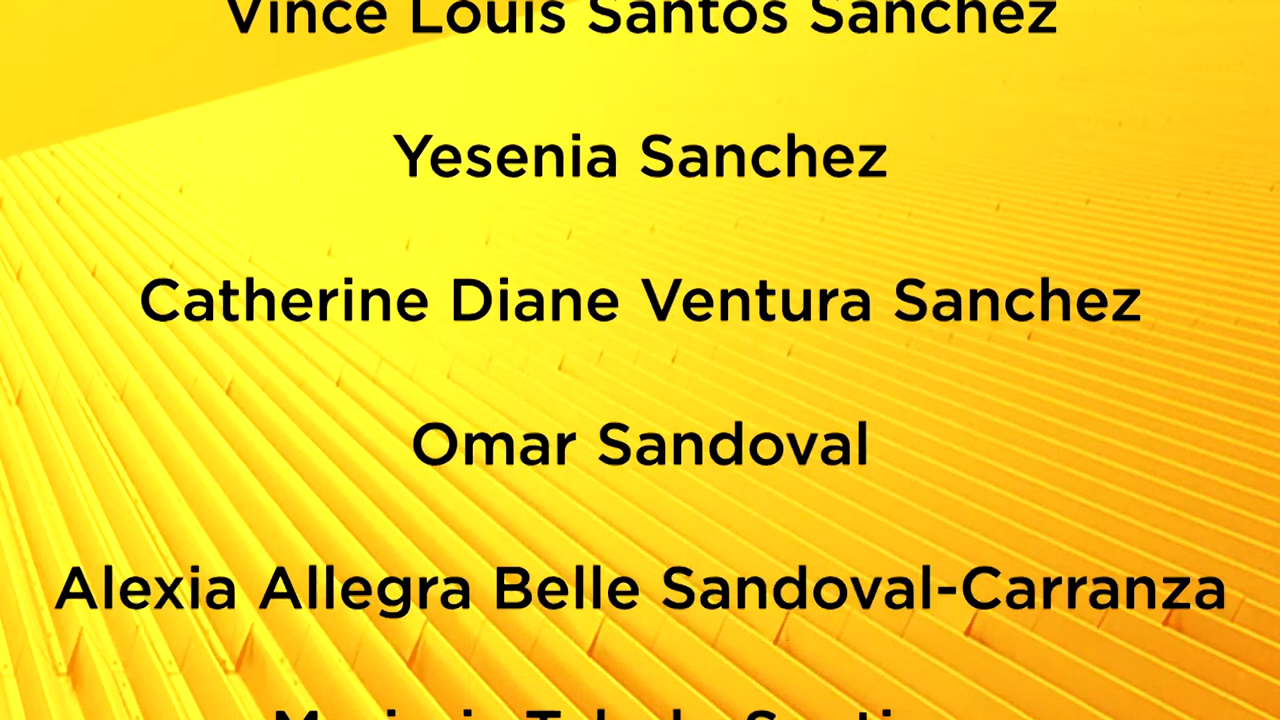 Vince Louis Santos Sanchez
Yesenia Sanchez
Catherine Diane Ventura Sanchez
Omar Sandoval
Alexia Allegra Belle Sandoval-Carranza